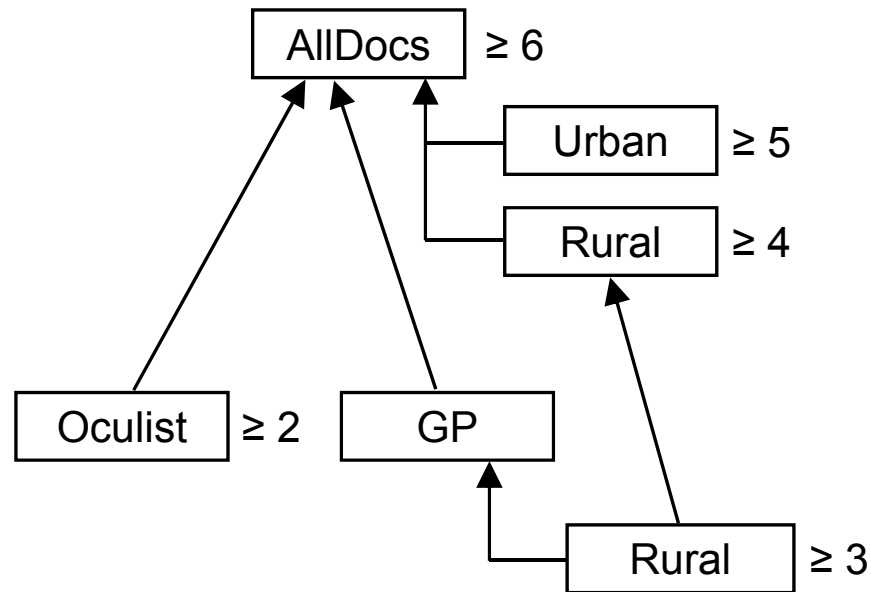 AllDocs ≥ 6
Urban ≥ 5
Rural ≥ 4
Oculist ≥ 2 GP
Rural ≥ 3